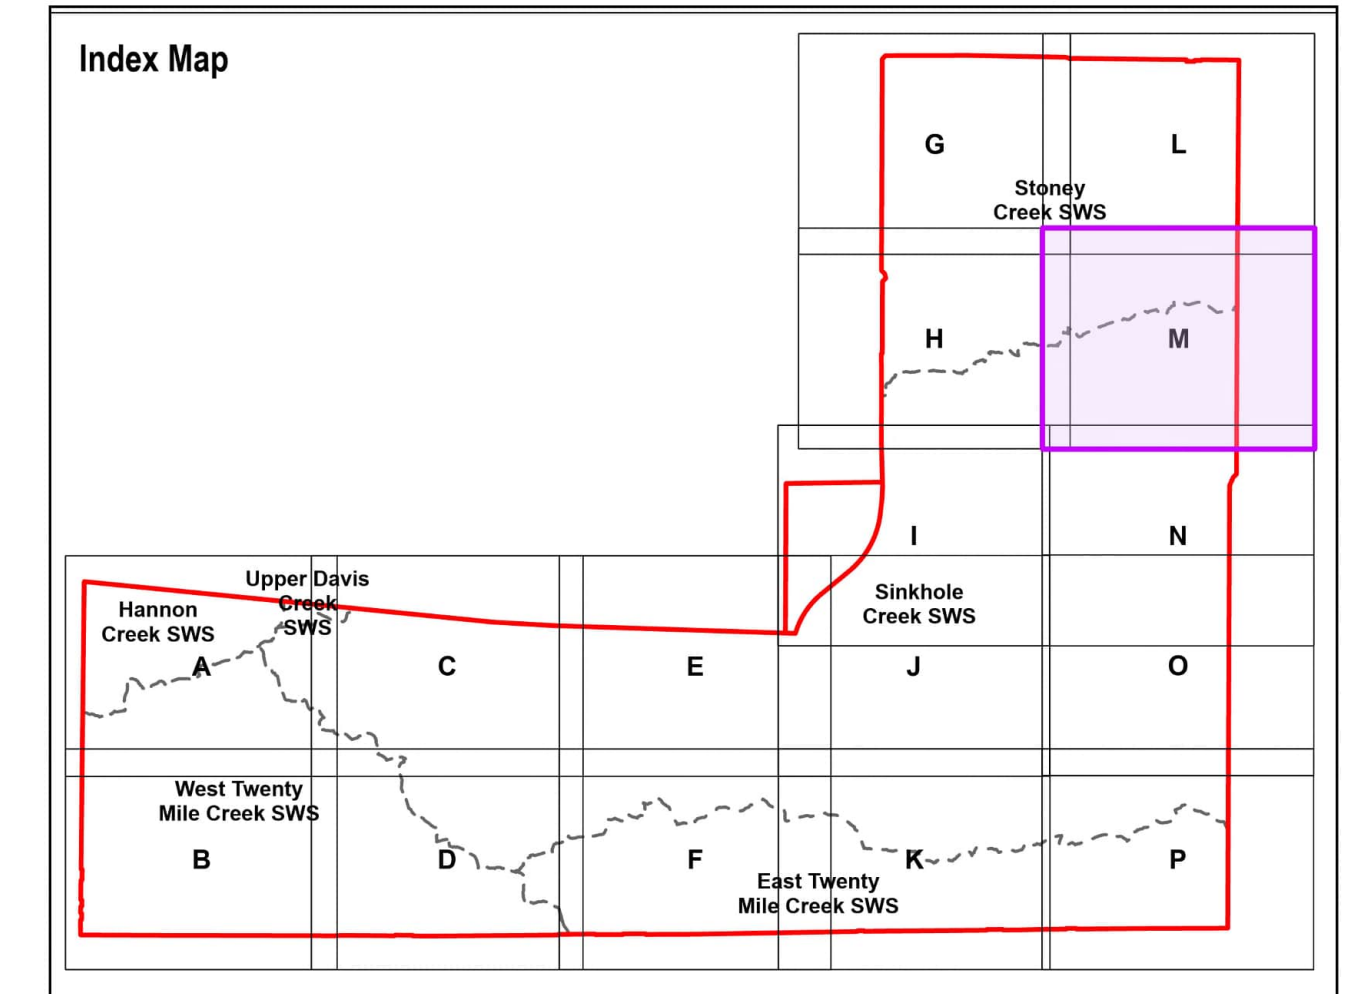 Index Map
G
L
Stoney
Creek SWS
H
M
I
N
Upper Davis
Creek
SWS
Hannon
Creek SWS
Sinkhole
Creek SWS
A
C
E
J
O
West Twenty
Mile Creek SWS
B
D
F
K
P
East Twenty
Mile Creek SWS